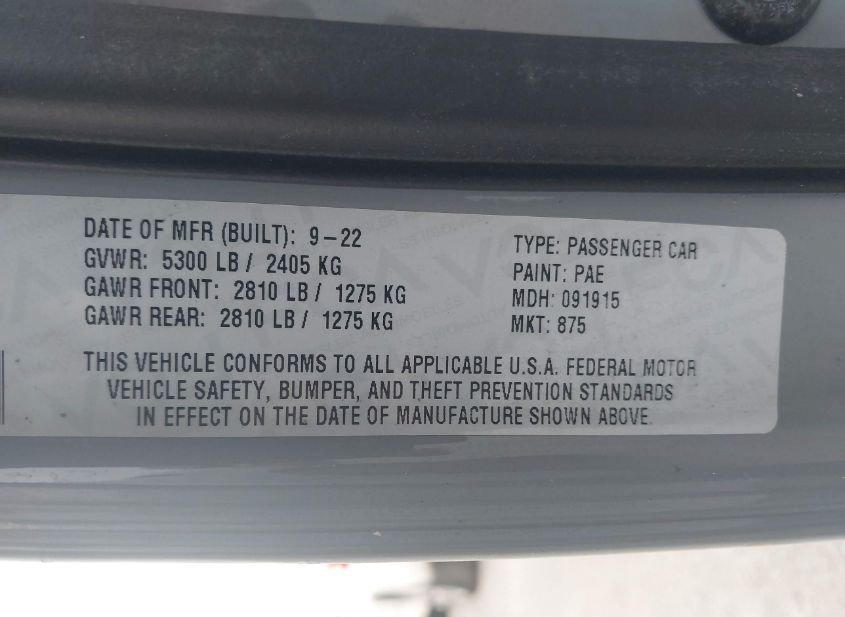 DATE OF MFR (BUILT): 9-22
GVWR: 5300 LB / 2405 KG
GAWR FRONT: 2810 LB / 1275 KG
GAWR REAR: 2810 LB / 1275 KG
TYPE: PASSENGER CAR
PAINT: PAE
MDH: 091915
MKT: 875
THIS VEHICLE CONFORMS TO ALL APPLICABLE U.S.A. FEDERAL MOTOR
VEHICLE SAFETY, BUMPER, AND THEFT PREVENTION STANDARDS
IN EFFECT ON THE DATE OF MANUFACTURE SHOWN ABOVE.